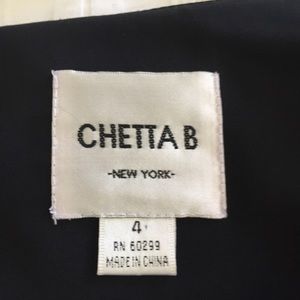 CHETTA B
-NEW YORK-
4
RN 60299
MADE IN CHINA